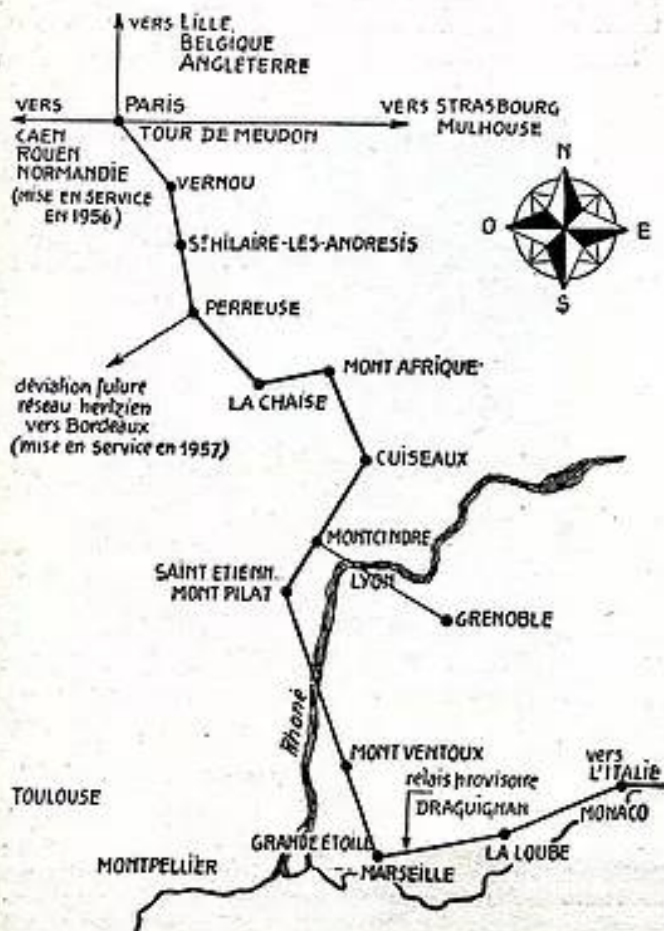 VERS LILLE
BELGIQUE
ANGLETERRE
VERS
CAEN
ROUEN
NORMANDIE
(MISE EN SERVICE
EN 1956)
PARIS
TOUR DE MEUDON
VERS STRASBOURG
MULHOUSE
N
O
E
S
VERNOU
St HILAIRE-LES-ANDRESIS
PERREUSE
déviation future
réseau hertzien
vers Bordeaux
(mise en service en 1957)
LA CHAISE
MONT AFRIQUE
CUISEAUX
MONTCINDRE
LYON
SAINT ETIENN..
MONT PILAT
GRENOBLE
Rhône
MONT VENTOUX
relais provisoire
DRAGUIGNAN
vers
L'ITALIE
MONACO
TOULOUSE
GRANDE ÉTOILE
LA LOUBE
MONTPELLIER
MARSEILLE